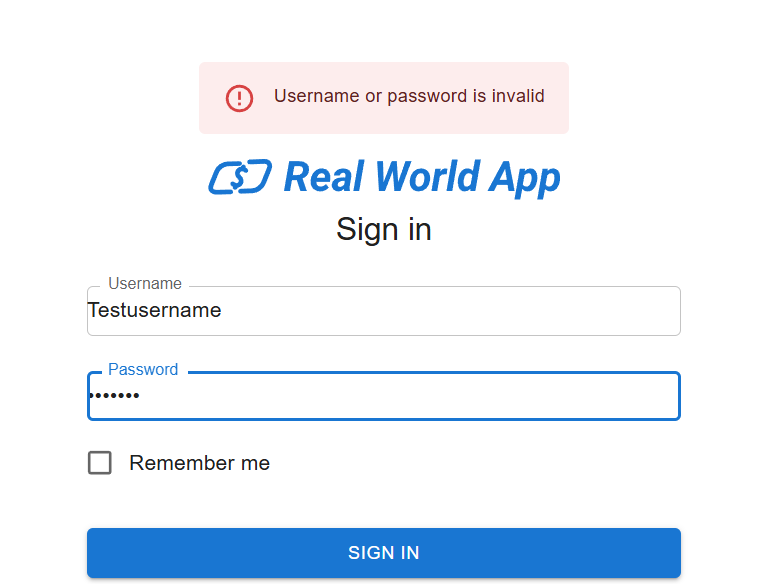 Username or password is invalid
Real World App
Sign in
Username
Testusername
Password
•••••••
Remember me
SIGN IN